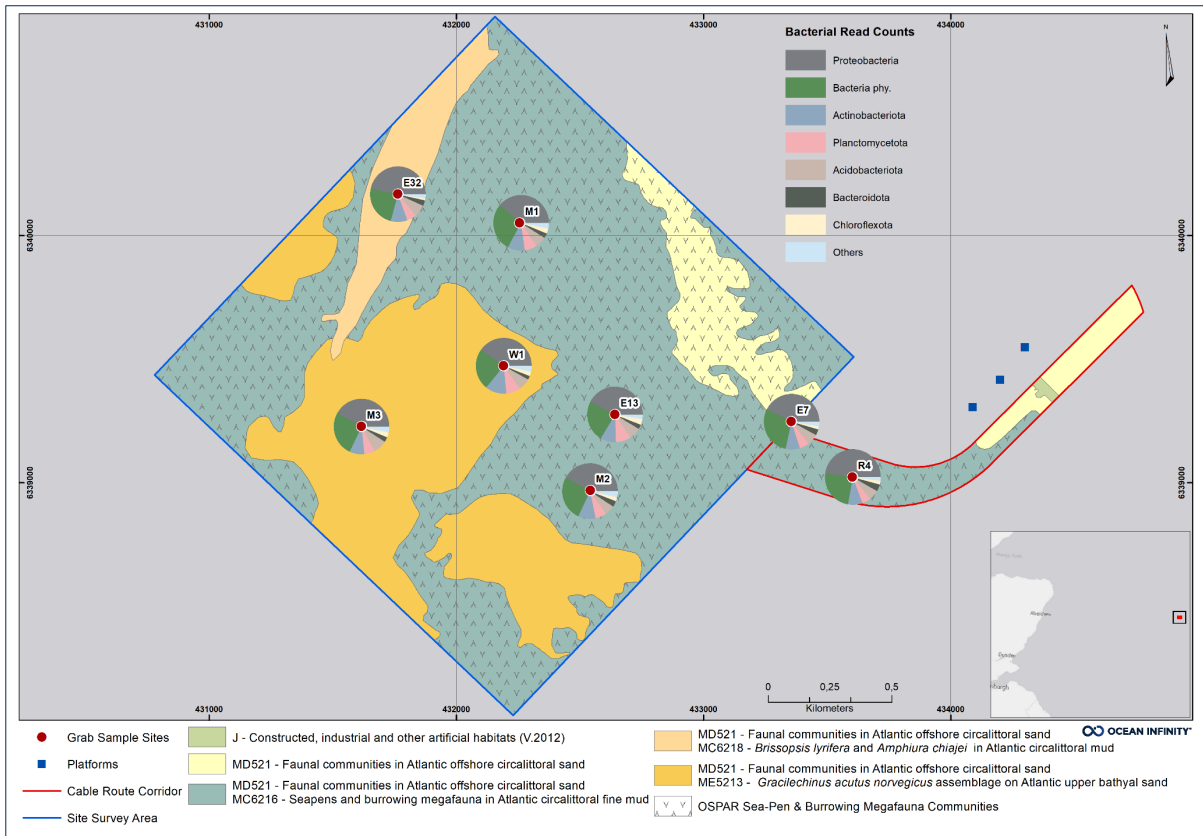 431000
432000
433000
434000
Bacterial Read Counts
Proteobacteria
Bacteria phy.
Actinobacteriota
Planctomycetota
Acidobacteriota
Bacteroidota
Chloroflexota
Others
N
E32
M1
6340000
6340000
W1
M3
E13
E7
M2
R4
6339000
6339000
Aberdeen
Dundee
0 0,25 0,5
Kilometers
431000
432000
433000
434000
OCEAN INFINITY
Grab Sample Sites
Platforms
Cable Route Corridor
Site Survey Area
J - Constructed, industrial and other artificial habitats (V.2012)
MD521 - Faunal communities in Atlantic offshore circalittoral sand
MD521 - Faunal communities in Atlantic offshore circalittoral sand
MC6216 - Seapens and burrowing megafauna in Atlantic circalittoral fine mud
MD521 - Faunal communities in Atlantic offshore circalittoral sand
MC6218 - Brissopsis lyrifera and Amphiura chiajei in Atlantic circalittoral mud
MD521 - Faunal communities in Atlantic offshore circalittoral sand
ME5213 - Gracilechinus acutus norvegicus assemblage on Atlantic upper bathyal sand
OSPAR Sea-Pen & Burrowing Megafauna Communities